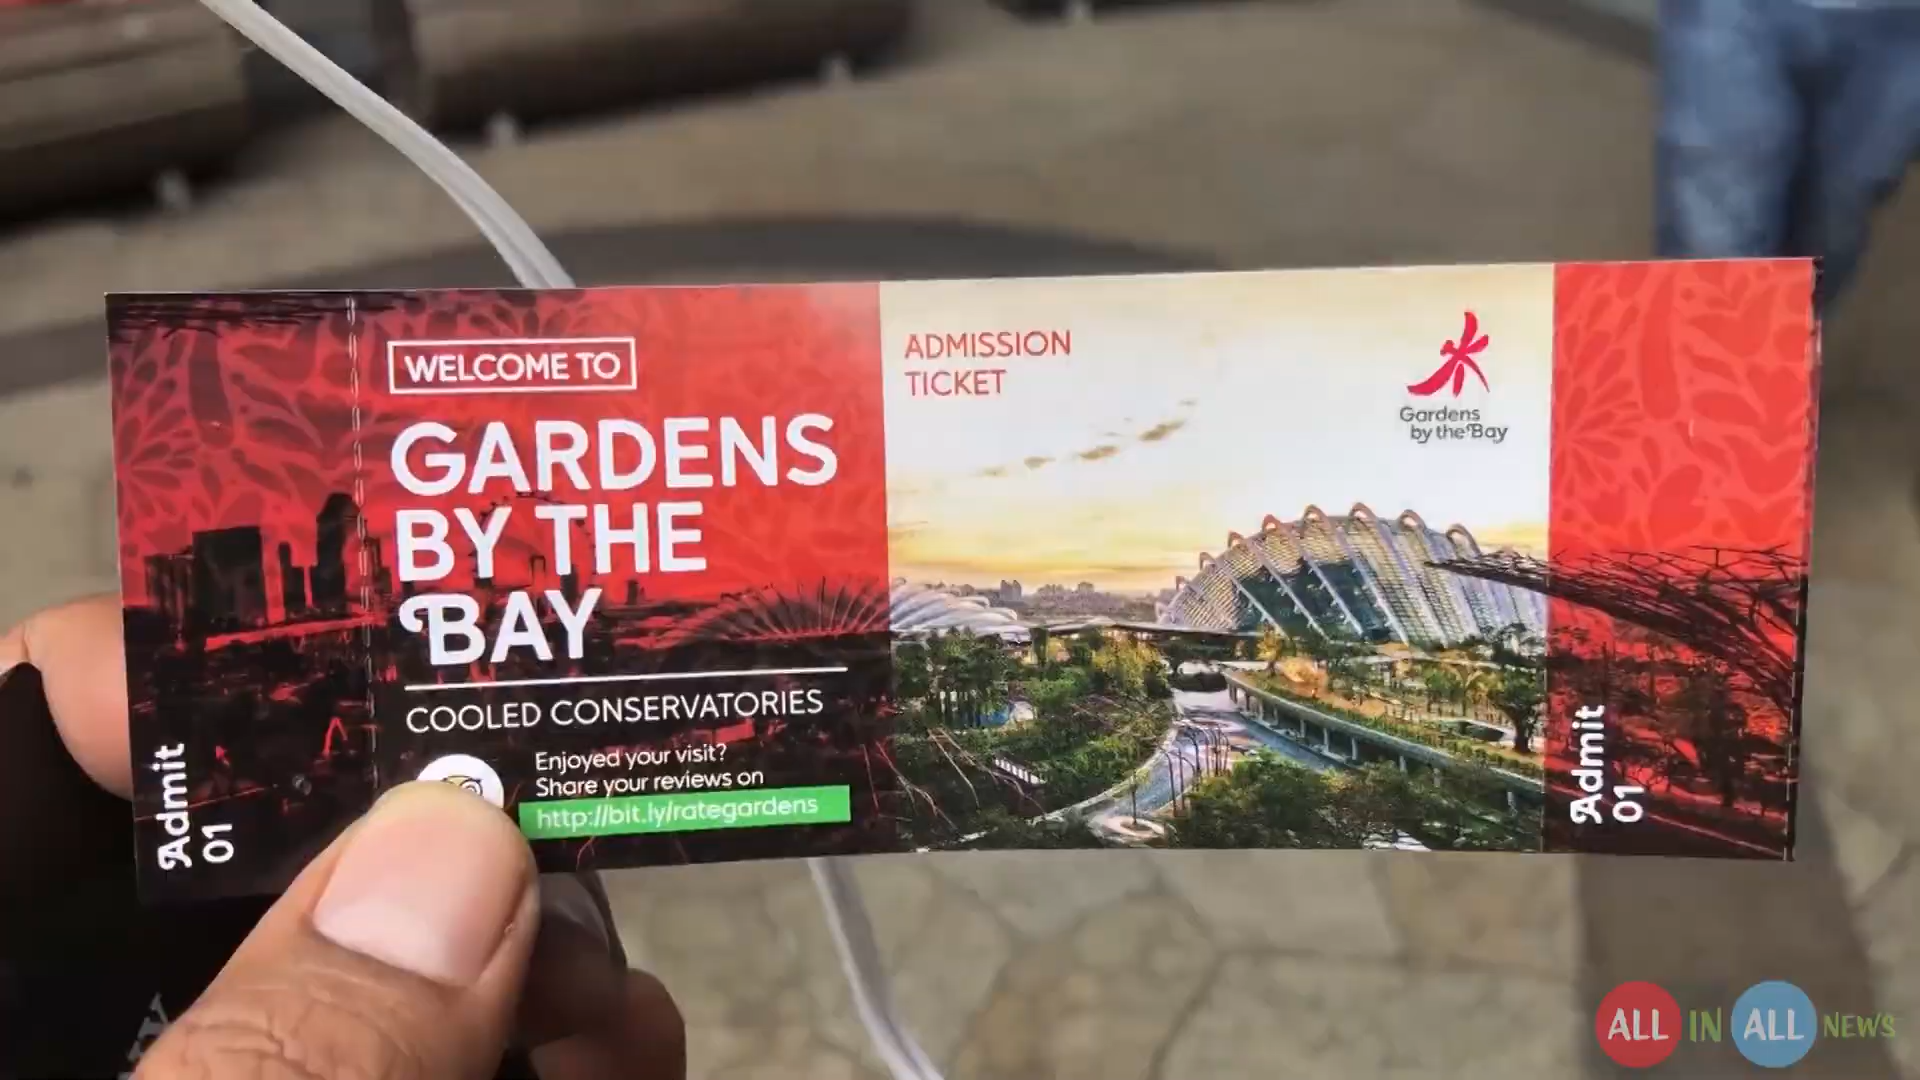 WELCOME TO
GARDENS
BY THE
BAY
COOLED CONSERVATORIES
Enjoyed your visit?
Share your reviews on
http://bit.ly/rategardens
Admit
01
ADMISSION
TICKET
Gardens
by the Bay
Admit
01
ALL IN ALL NEWS